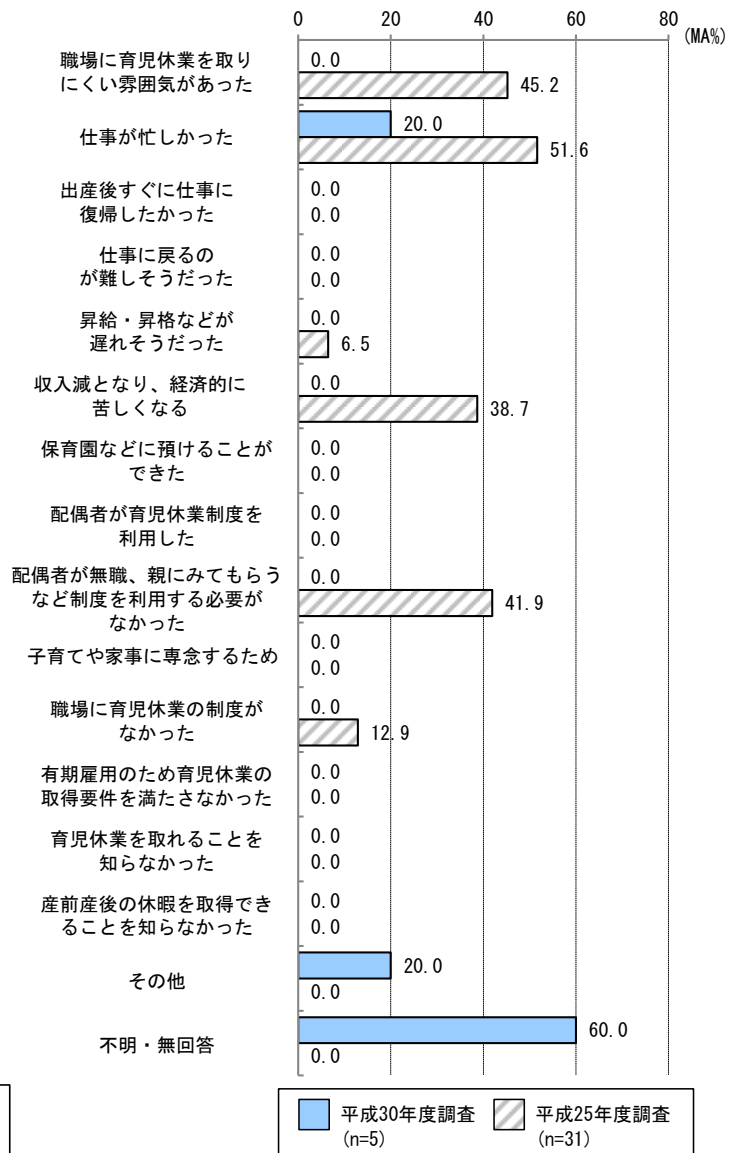 0 20 40 60 80
(MA%)
職場に育児休業を取り
にくい雰囲気があった
0.0
45.2
仕事が忙しかった
20.0
51.6
出産後すぐに仕事に
復帰したかった
0.0
0.0
仕事に戻るの
が難しそうだった
0.0
0.0
昇給・昇格などが
遅れそうだった
0.0
6.5
収入減となり、経済的に
苦しくなる
0.0
38.7
保育園などに預けることが
できた
0.0
0.0
配偶者が育児休業制度を
利用した
0.0
0.0
配偶者が無職、親にみてもらう
など制度を利用する必要が
なかった
0.0
41.9
子育てや家事に専念するため
0.0
0.0
職場に育児休業の制度が
なかった
0.0
12.9
有期雇用のため育児休業の
取得要件を満たさなかった
0.0
0.0
育児休業を取れることを
知らなかった
0.0
0.0
産前産後の休暇を取得でき
ることを知らなかった
0.0
0.0
その他
20.0
0.0
不明・無回答
60.0
0.0
平成30年度調査
(n=5)
平成25年度調査
(n=31)